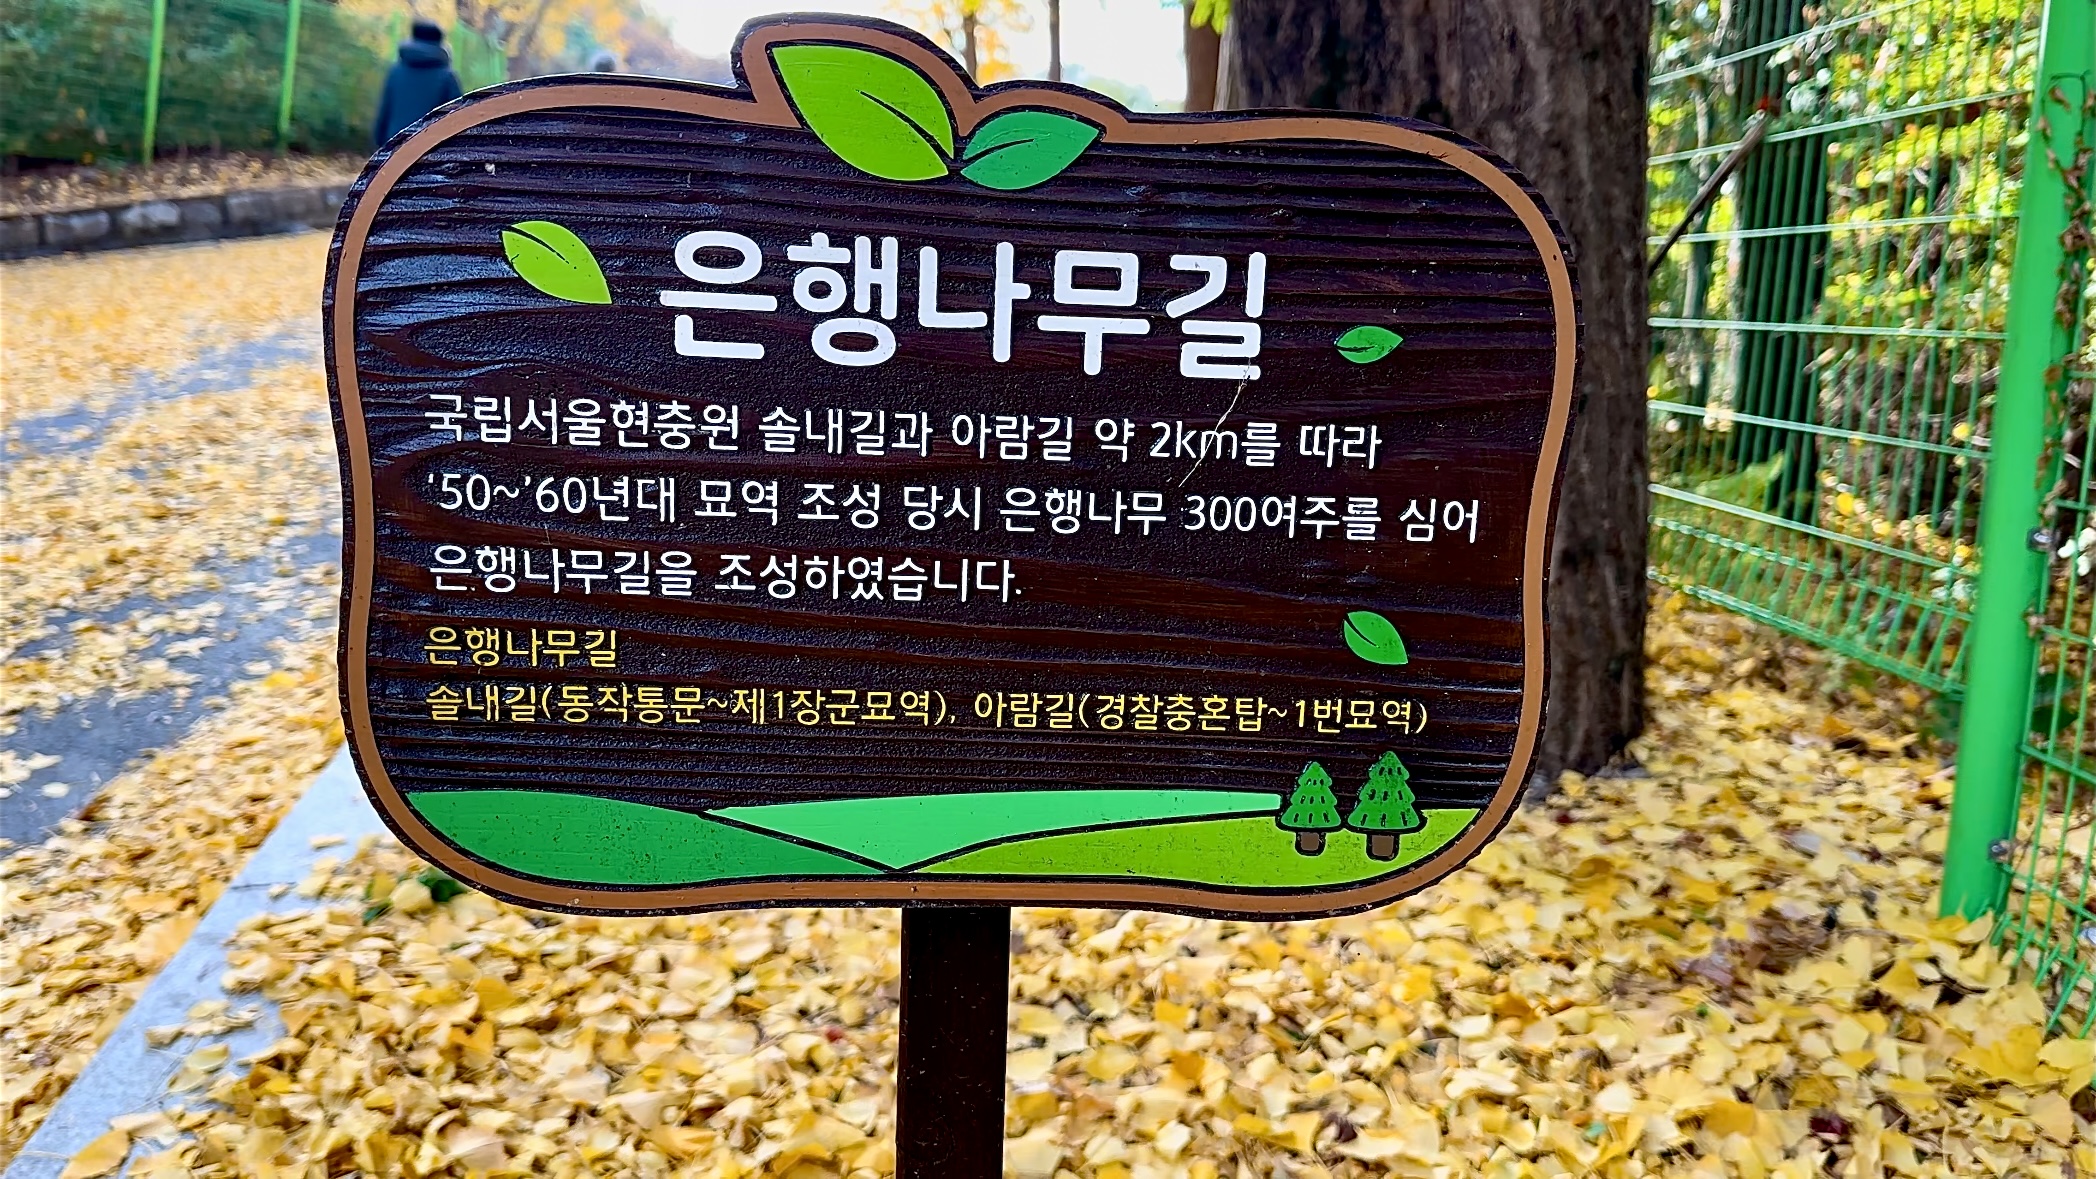 은행나무길
국립서울현충원 솔내길과 아람길 약 2km를 따라
‘50~’60년대 묘역 조성 당시 은행나무 300여주를 심어
은행나무길을 조성하였습니다.
은행나무길
솔내길(동작통문~제1장군묘역), 아람길(경찰충혼탑~1번묘역)